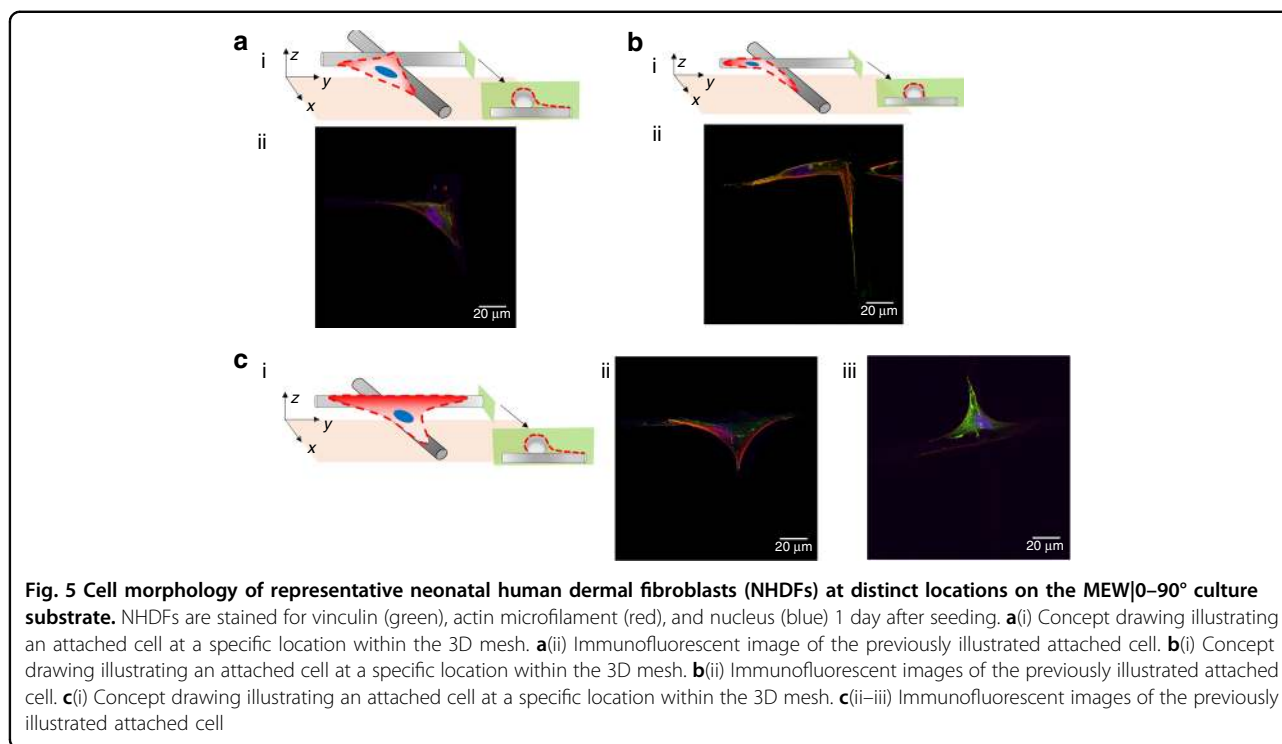 a
i
z
y
x
ii
20 μm
b
i
z
y
x
ii
20 μm
c
i
z
y
x
ii
20 μm
iii
20 μm
Fig. 5 Cell morphology of representative neonatal human dermal fibroblasts (NHDFs) at distinct locations on the MEW|0–90° culture
substrate. NHDFs are stained for vinculin (green), actin microfilament (red), and nucleus (blue) 1 day after seeding. a(i) Concept drawing illustrating
an attached cell at a specific location within the 3D mesh. a(ii) Immunofluorescent image of the previously illustrated attached cell. b(i) Concept
drawing illustrating an attached cell at a specific location within the 3D mesh. b(ii) Immunofluorescent images of the previously illustrated attached
cell. c(i) Concept drawing illustrating an attached cell at a specific location within the 3D mesh. c(ii–iii) Immunofluorescent images of the previously
illustrated attached cell